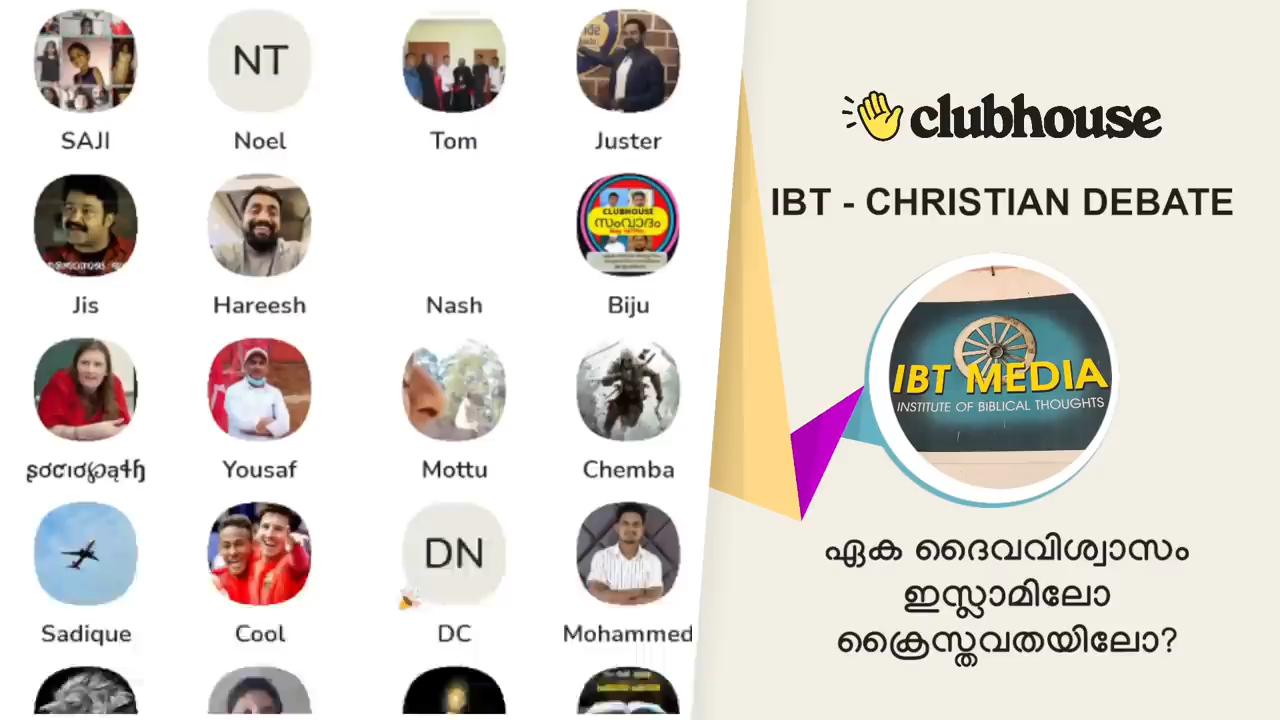 SAJI
NT
Noel
Tom
Juster
Jis
Hareesh
Nash
CLUBHOUSE
സംവാദം
Biju
Yousaf
Mottu
Chemba
Sadique
Cool
DN
DC
Mohammed
clubhouse
IBT - CHRISTIAN DEBATE
IBT MEDIA
INSTITUTE OF BIBLICAL THOUGHTS
ഏക ദൈവവിശ്വാസം
ഇസ്ലാമിലോ
ക്രൈസ്തവതയിലോ?